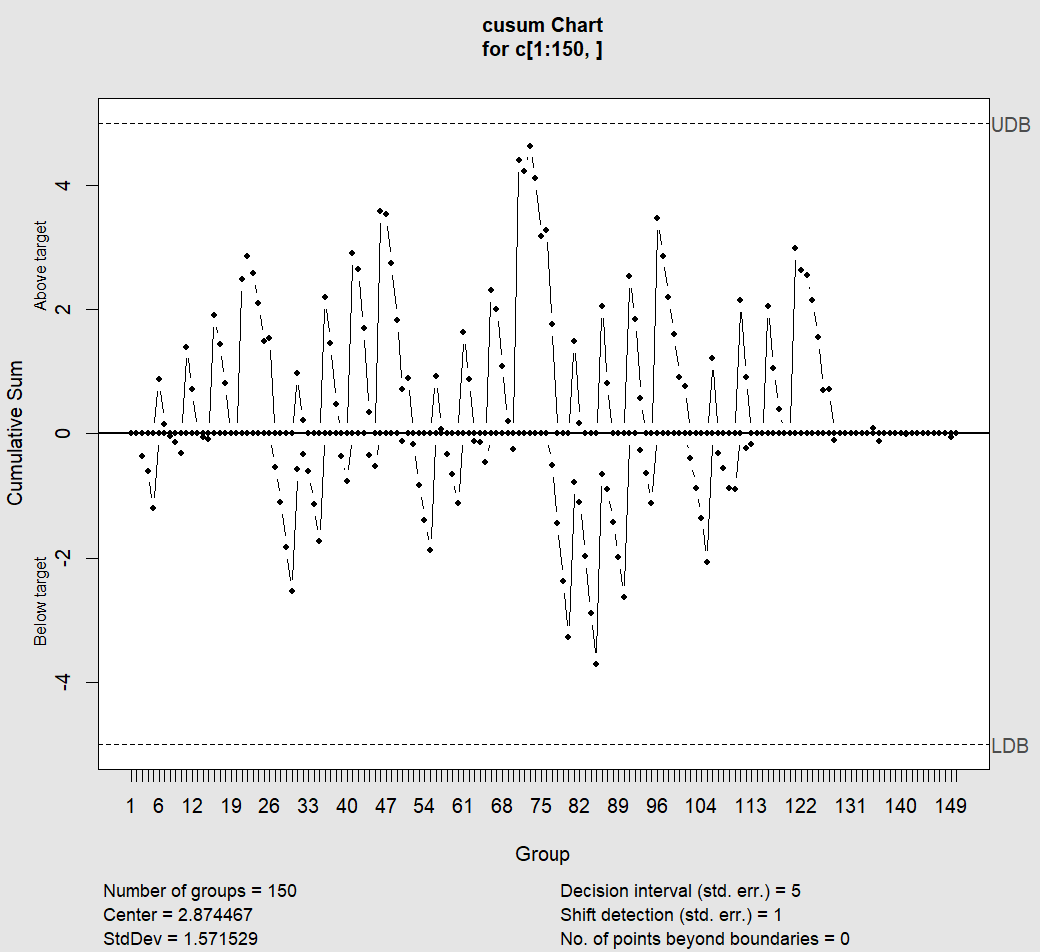 cusum Chart
for c[1:150, ]
UDB
4
2
0
-2
-4
Above target
Below target
Cumulative Sum
LDB
1 6 12 19 26 33 40 47 54 61 68 75 82 89 96 104 113 122 131 140 149
Group
Number of groups = 150
Center = 2.874467
StdDev = 1.571529
Decision interval (std. err.) = 5
Shift detection (std. err.) = 1
No. of points beyond boundaries = 0